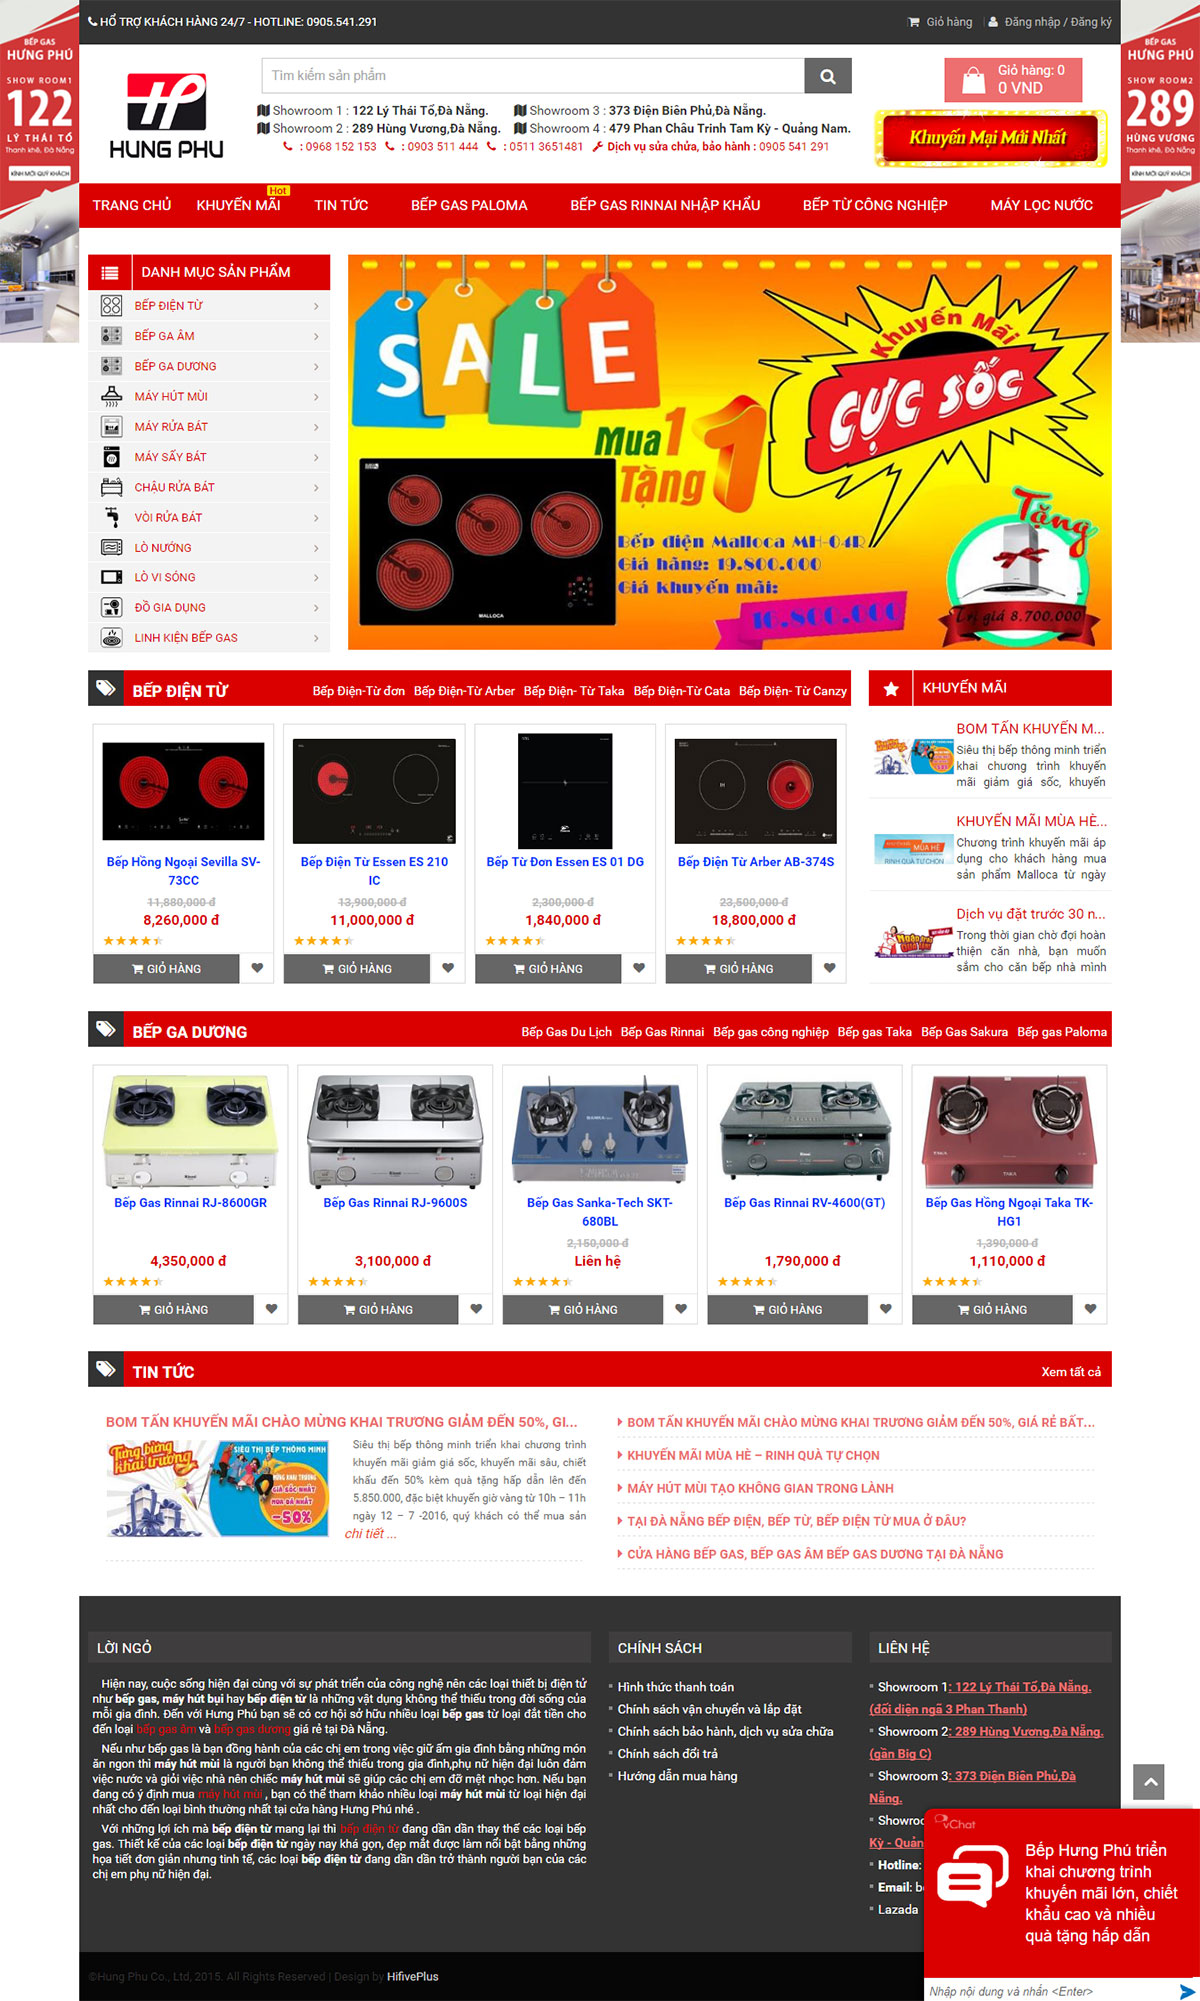 HỔ TRỢ KHÁCH HÀNG 24/7 - HOTLINE: 0905.541.291
Giỏ hàng | Đăng nhập / Đăng ký
BẾP GAS
HƯNG PHÚ
SHOW ROOM1
122
LÝ THÁI TỔ
Thanh khê, Đà Nẵng
KÍNH MỜI QUÝ KHÁCH
BẾP GAS
HƯNG PHÚ
SHOW ROOM2
289
HÙNG VƯƠNG
Thanh khê, Đà Nẵng
KÍNH MỜI QUÝ KHÁCH
HP
HUNG PHU
Tìm kiếm sản phẩm
Showroom 1 : 122 Lý Thái Tổ,Đà Nẵng.
Showroom 3 : 373 Điện Biên Phủ,Đà Nẵng.
Showroom 2 : 289 Hùng Vương,Đà Nẵng.
Showroom 4 : 479 Phan Châu Trinh Tam Kỳ - Quảng Nam.
: 0968 152 153 : 0903 511 444 : 0511 3651481 Dịch vụ sửa chửa, bảo hành : 0905 541 291
Giỏ hàng: 0
0 VND
Khuyến Mại Mới Nhất
TRANG CHỦ KHUYẾN MÃI Hot TIN TỨC BẾP GAS PALOMA BẾP GAS RINNAI NHẬP KHẨU BẾP TỪ CÔNG NGHIỆP MÁY LỌC NƯỚC
DANH MỤC SẢN PHẨM
BẾP ĐIỆN TỪ
BẾP GA ÂM
BẾP GA DƯƠNG
MÁY HÚT MÙI
MÁY RỬA BÁT
MÁY SẤY BÁT
CHẬU RỬA BÁT
VÒI RỬA BÁT
LÒ NƯỚNG
LÒ VI SÓNG
ĐỒ GIA DỤNG
LINH KIỆN BẾP GAS
SALE
Khuyến Mãi
CỰC SỐC
Mua 1
Tặng 1
MALLOCA
Bếp điện Malloca MH-04R
Giá hãng: 19.800.000
Giá khuyến mãi:
16.800.000
Tặng
Trị giá 8.700.000
BẾP ĐIỆN TỪ
Bếp Điện-Từ đơn Bếp Điện-Từ Arber Bếp Điện- Từ Taka Bếp Điện-Từ Cata Bếp Điện- Từ Canzy
Bếp Hồng Ngoại Sevilla SV-
73CC
11,880,000 đ
8,260,000 đ
GIỎ HÀNG
Bếp Điện Từ Essen ES 210
IC
13,900,000 đ
11,000,000 đ
GIỎ HÀNG
Bếp Từ Đơn Essen ES 01 DG
2,300,000 đ
1,840,000 đ
GIỎ HÀNG
Bếp Điện Từ Arber AB-374S
23,500,000 đ
18,800,000 đ
GIỎ HÀNG
KHUYẾN MÃI
BOM TẤN KHUYẾN M...
Siêu thị bếp thông minh triển
khai chương trình khuyến
mãi giảm giá sốc, khuyến
KHUYẾN MÃI MÙA HÈ...
MÙA HÈ
RINH QUÀ TỰ CHỌN
Chương trình khuyến mãi áp
dụng cho khách hàng mua
sản phẩm Malloca từ ngày
Dịch vụ đặt trước 30 n...
Trong thời gian chờ đợi hoàn
thiện căn nhà, bạn muốn
sắm cho căn bếp nhà mình
BẾP GA DƯƠNG
Bếp Gas Du Lịch Bếp Gas Rinnai Bếp gas công nghiệp Bếp gas Taka Bếp Gas Sakura Bếp gas Paloma
Bếp Gas Rinnai RJ-8600GR
4,350,000 đ
GIỎ HÀNG
Bếp Gas Rinnai RJ-9600S
3,100,000 đ
GIỎ HÀNG
Bếp Gas Sanka-Tech SKT-
680BL
2,150,000 đ
Liên hệ
GIỎ HÀNG
Bếp Gas Rinnai RV-4600(GT)
1,790,000 đ
GIỎ HÀNG
TAKA
Bếp Gas Hồng Ngoại Taka TK-
HG1
1,390,000 đ
1,110,000 đ
GIỎ HÀNG
TIN TỨC
Xem tất cả
BOM TẤN KHUYẾN MÃI CHÀO MỪNG KHAI TRƯƠNG GIẢM ĐẾN 50%, GI...
Tưng bừng
khai trương
SIÊU THỊ BẾP THÔNG MINH
MỪNG KHAI TRƯƠNG
GIÁ SỐC NHẤT
MÙA ĐÀ NẴNG
-50%
Siêu thị bếp thông minh triển khai chương trình
khuyến mãi giảm giá sốc, khuyến mãi sâu, chiết
khấu đến 50% kèm quà tặng hấp dẫn lên đến
5.850.000, đặc biệt khuyến giờ vàng từ 10h – 11h
ngày 12 – 7 -2016, quý khách có thể mua sản
chi tiết ...
BOM TẤN KHUYẾN MÃI CHÀO MỪNG KHAI TRƯƠNG GIẢM ĐẾN 50%, GIÁ RẺ BẤT...
KHUYẾN MÃI MÙA HÈ – RINH QUÀ TỰ CHỌN
MÁY HÚT MÙI TẠO KHÔNG GIAN TRONG LÀNH
TẠI ĐÀ NẴNG BẾP ĐIỆN, BẾP TỪ, BẾP ĐIỆN TỪ MUA Ở ĐÂU?
CỬA HÀNG BẾP GAS, BẾP GAS ÂM BẾP GAS DƯƠNG TẠI ĐÀ NẴNG
LỜI NGỎ
Hiện nay, cuộc sống hiện đại cùng với sự phát triển của công nghệ nên các loại thiết bị điện tử
như bếp gas, máy hút bụi hay bếp điện từ là những vật dụng không thể thiếu trong đời sống của
mỗi gia đình. Đến với Hưng Phú bạn sẽ có cơ hội sở hữu nhiều loại bếp gas từ loại đắt tiền cho
đến loại bếp gas âm và bếp gas dương giá rẻ tại Đà Nẵng.
Nếu như bếp gas là bạn đồng hành của các chị em trong việc giữ ấm gia đình bằng những món
ăn ngon thì máy hút mùi là người bạn không thể thiếu trong gia đình,phụ nữ hiện đại luôn đảm
việc nước và giỏi việc nhà nên chiếc máy hút mùi sẽ giúp các chị em đỡ mệt nhọc hơn. Nếu bạn
đang có ý định mua máy hút mùi , bạn có thể tham khảo nhiều loại máy hút mùi từ loại hiện đại
nhất cho đến loại bình thường nhất tại cửa hàng Hưng Phú nhé .
Với những lợi ích mà bếp điện từ mang lại thì bếp điện từ đang dần dần thay thế các loại bếp
gas. Thiết kế của các loại bếp điện từ ngày nay khá gọn, đẹp mắt được làm nổi bật bằng những
họa tiết đơn giản nhưng tinh tế, các loại bếp điện từ đang dần dần trở thành người bạn của các
chị em phụ nữ hiện đại.
CHÍNH SÁCH
Hình thức thanh toán
Chính sách vận chuyển và lắp đặt
Chính sách bảo hành, dịch vụ sửa chữa
Chính sách đổi trả
Hướng dẫn mua hàng
LIÊN HỆ
Showroom 1: 122 Lý Thái Tổ,Đà Nẵng.
(đối diện ngã 3 Phan Thanh)
Showroom 2: 289 Hùng Vương,Đà Nẵng.
(gần Big C)
Showroom 3: 373 Điện Biên Phủ,Đà
Nẵng.
Showroo
Kỳ - Quản
Hotline:
Email: b
Lazada
vChat
Bếp Hưng Phú triển
khai chương trình
khuyến mãi lớn, chiết
khẩu cao và nhiều
quà tặng hấp dẫn
Nhập nội dung và nhấn <Enter>
©Hung Phu Co., Ltd, 2015. All Rights Reserved | Design by HifivePlus